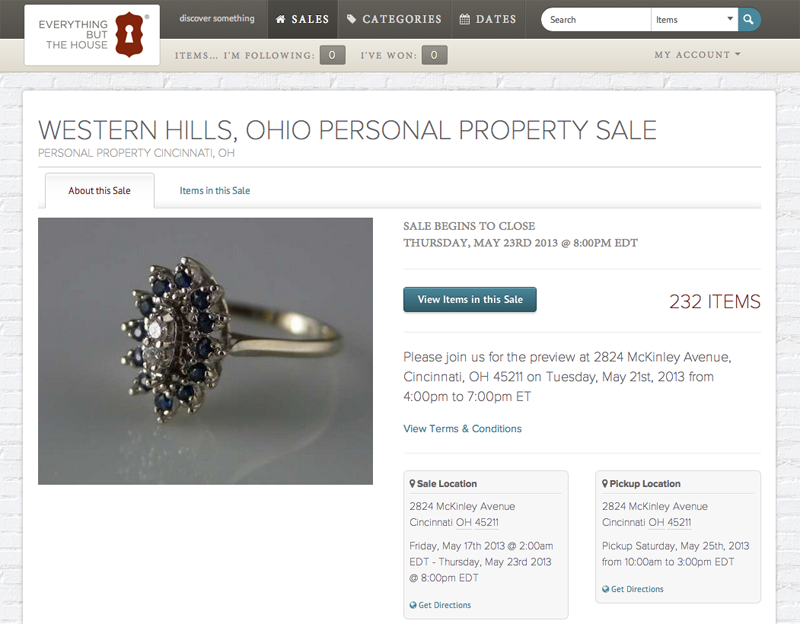 EVERYTHING
BUT
THE HOUSE
®
discover something
SALES
CATEGORIES
DATES
Search
Items
ITEMS... I'M FOLLOWING: 0
I'VE WON: 0
MY ACCOUNT
WESTERN HILLS, OHIO PERSONAL PROPERTY SALE
PERSONAL PROPERTY CINCINNATI, OH
About this Sale
Items in this Sale
SALE BEGINS TO CLOSE
THURSDAY, MAY 23RD 2013 @ 8:00PM EDT
View Items in this Sale
232 ITEMS
Please join us for the preview at 2824 McKinley Avenue,
Cincinnati, OH 45211 on Tuesday, May 21st, 2013 from
4:00pm to 7:00pm ET
View Terms & Conditions
Sale Location
2824 McKinley Avenue
Cincinnati OH 45211
Friday, May 17th 2013 @ 2:00am
EDT - Thursday, May 23rd 2013
@ 8:00pm EDT
Get Directions
Pickup Location
2824 McKinley Avenue
Cincinnati OH 45211
Pickup Saturday, May 25th, 2013
from 10:00am to 3:00pm EDT
Get Directions